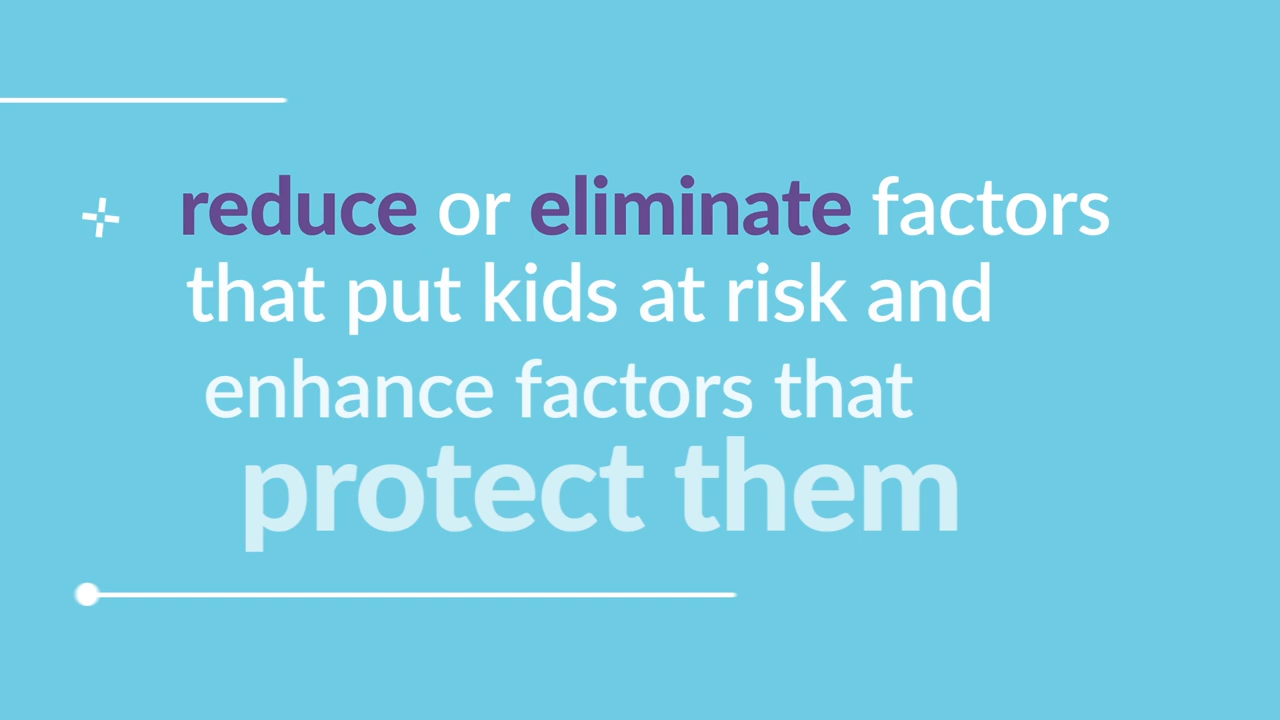 reduce or eliminate factors
that put kids at risk and
enhance factors that
protect them